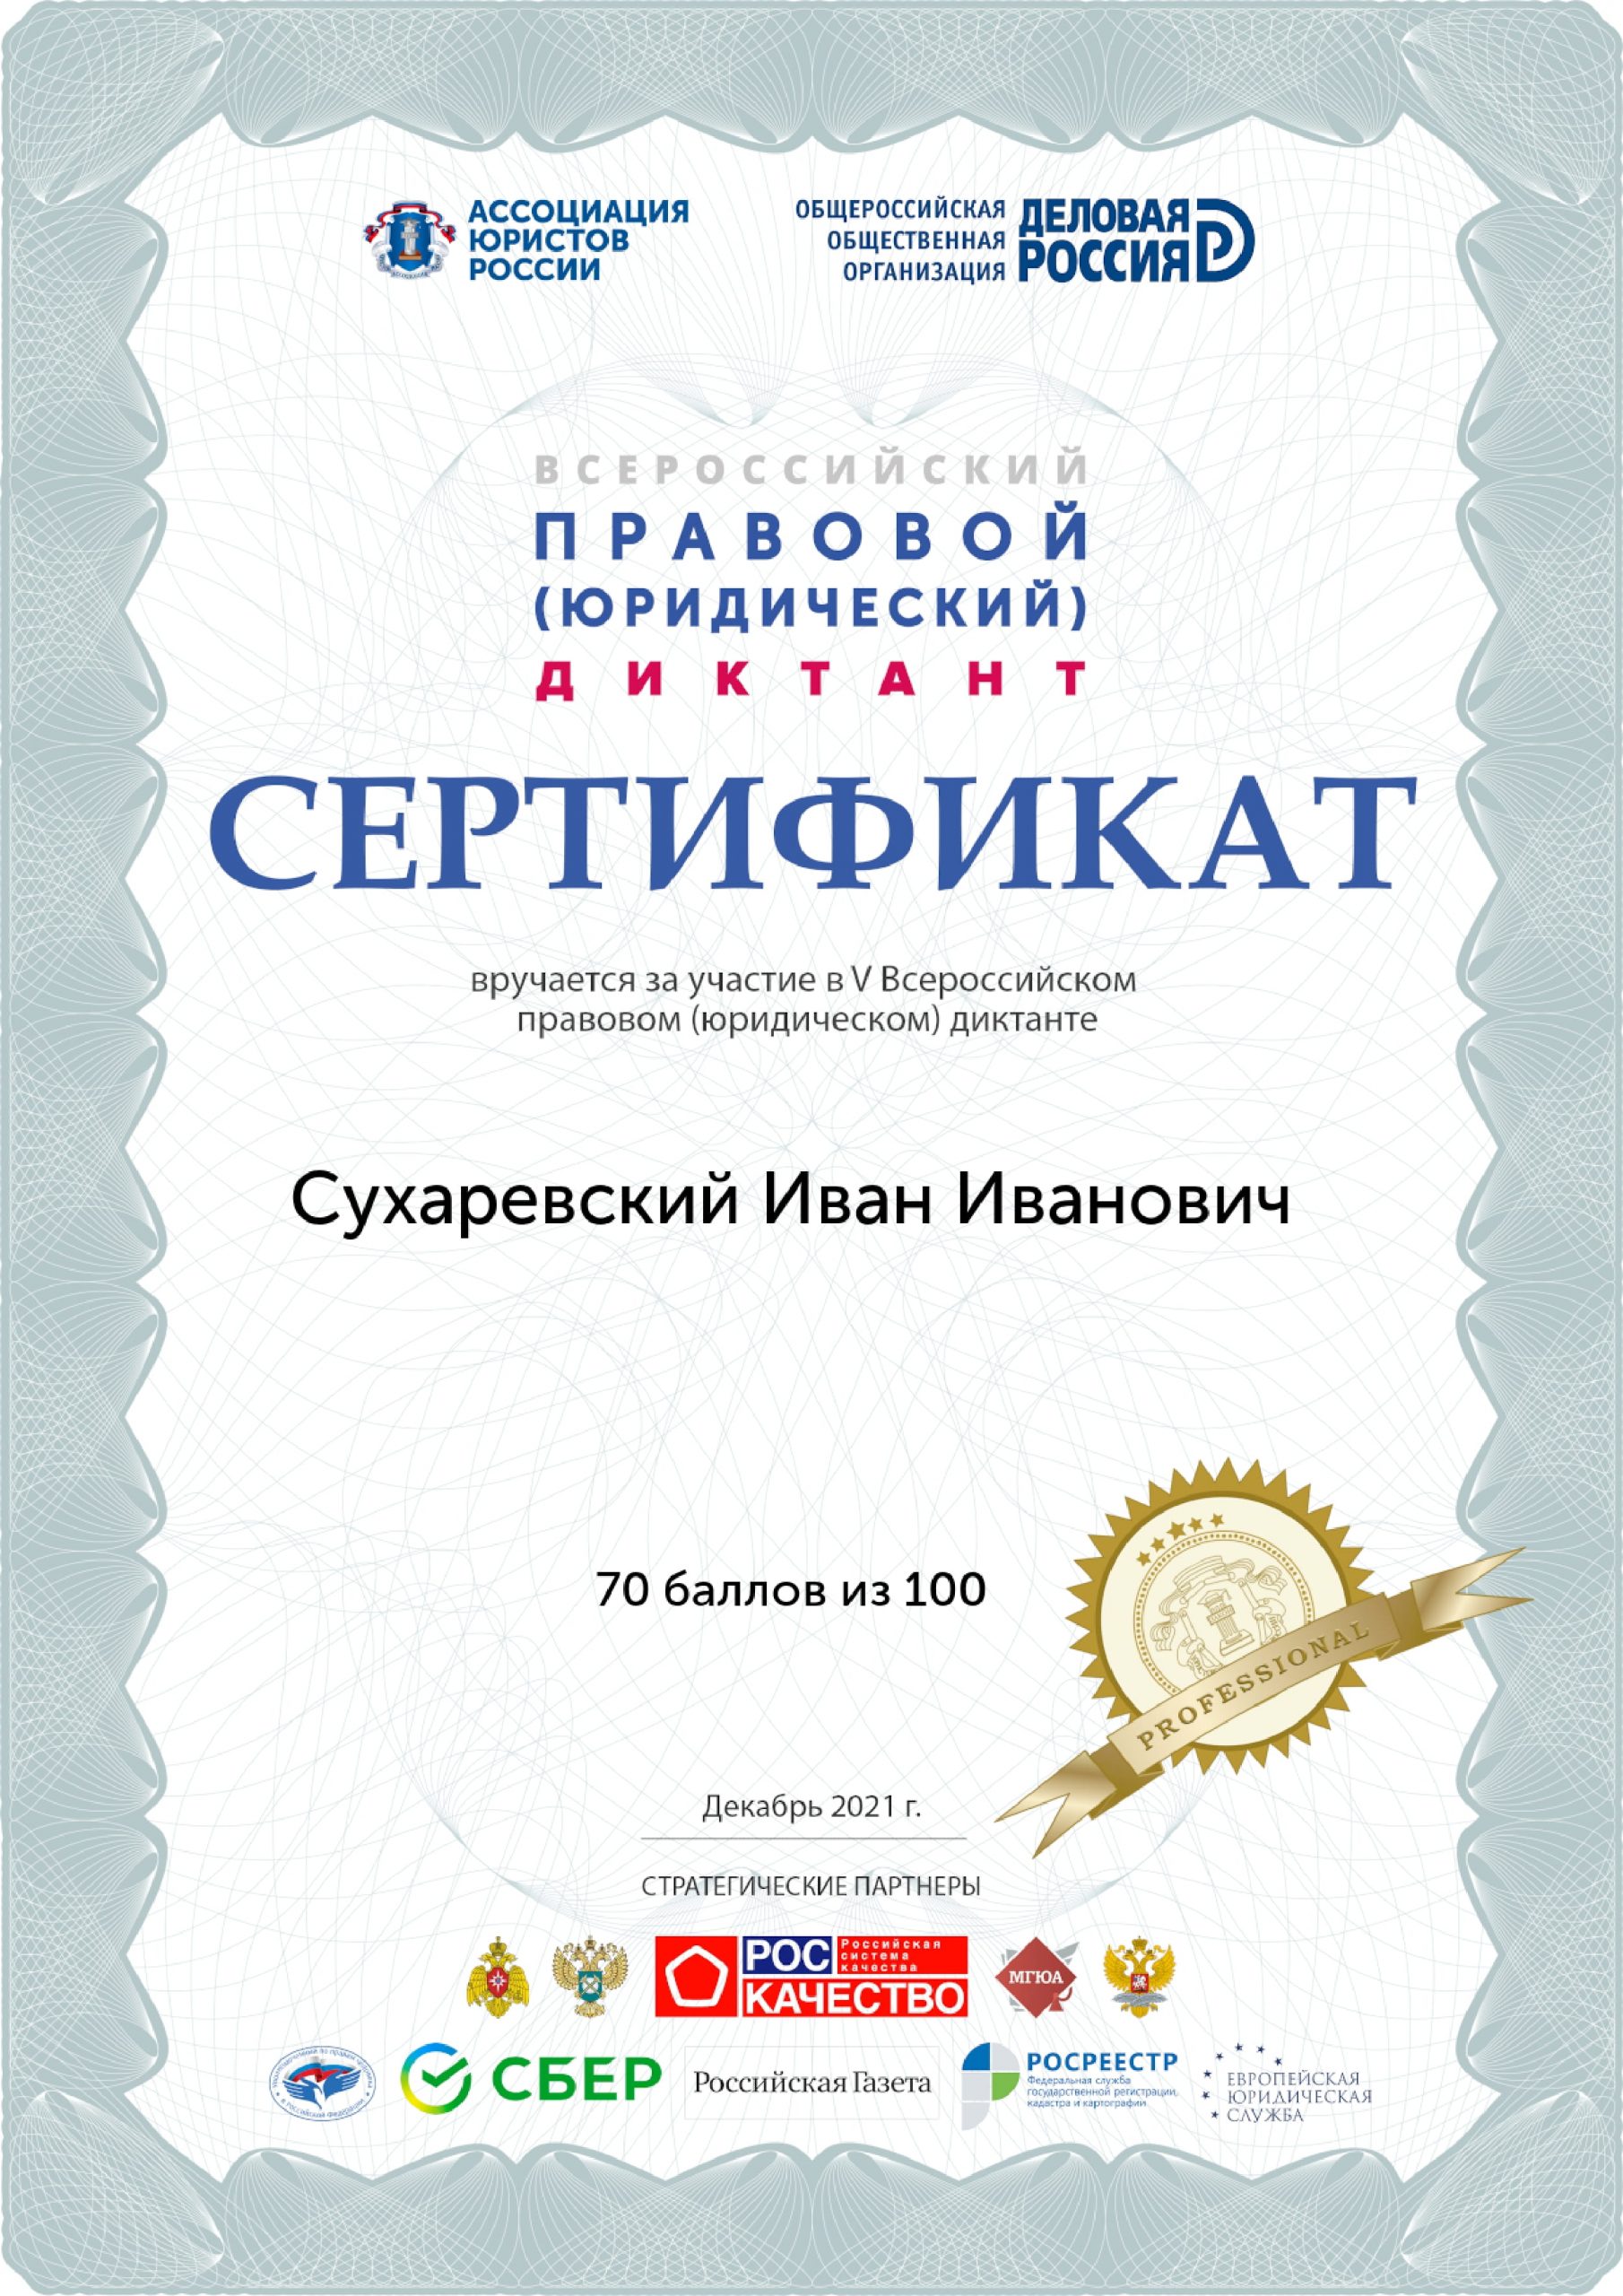 АССОЦИАЦИЯ
ЮРИСТОВ
РОССИИ
ОБЩЕРОССИЙСКАЯ
ОБЩЕСТВЕННАЯ
ОРГАНИЗАЦИЯ
ДЕЛОВАЯ
РОССИЯ
ВСЕРОССИЙСКИЙ
ПРАВОВОЙ
(ЮРИДИЧЕСКИЙ)
ДИКТАНТ
СЕРТИФИКАТ
вручается за участие в V Всероссийском
правовом (юридическом) диктанте
Сухаревский Иван Иванович
70 баллов из 100
PROFESSIONAL
Декабрь 2021 г.
СТРАТЕГИЧЕСКИЕ ПАРТНЕРЫ
РОС
Российская
система
качества
КАЧЕСТВО
МГЮА
СБЕР
Российская Газета
РОСРЕЕСТР
Федеральная служба
государственной регистрации,
кадастра и картографии
ЕВРОПЕЙСКАЯ
ЮРИДИЧЕСКАЯ
СЛУЖБА